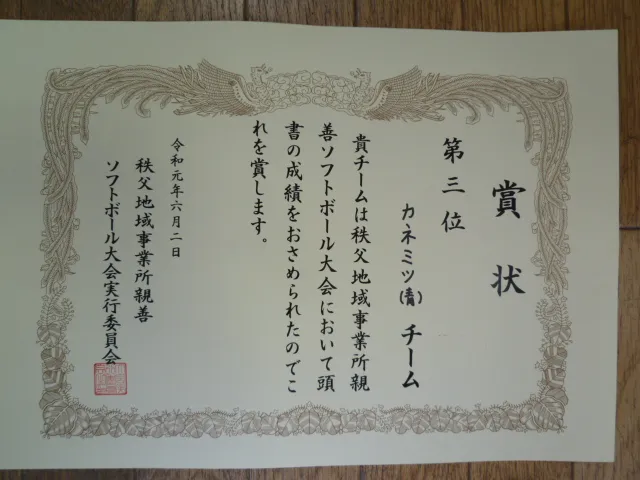 賞状
第三位
カネミツ(青)チーム
貴チームは秩父地域事業所親
善ソフトボール大会において頭
書の成績をおさめられたのでこ
れを賞します。
令和元年六月二日
秩父地域事業所親善
ソフトボール大会実行委員会